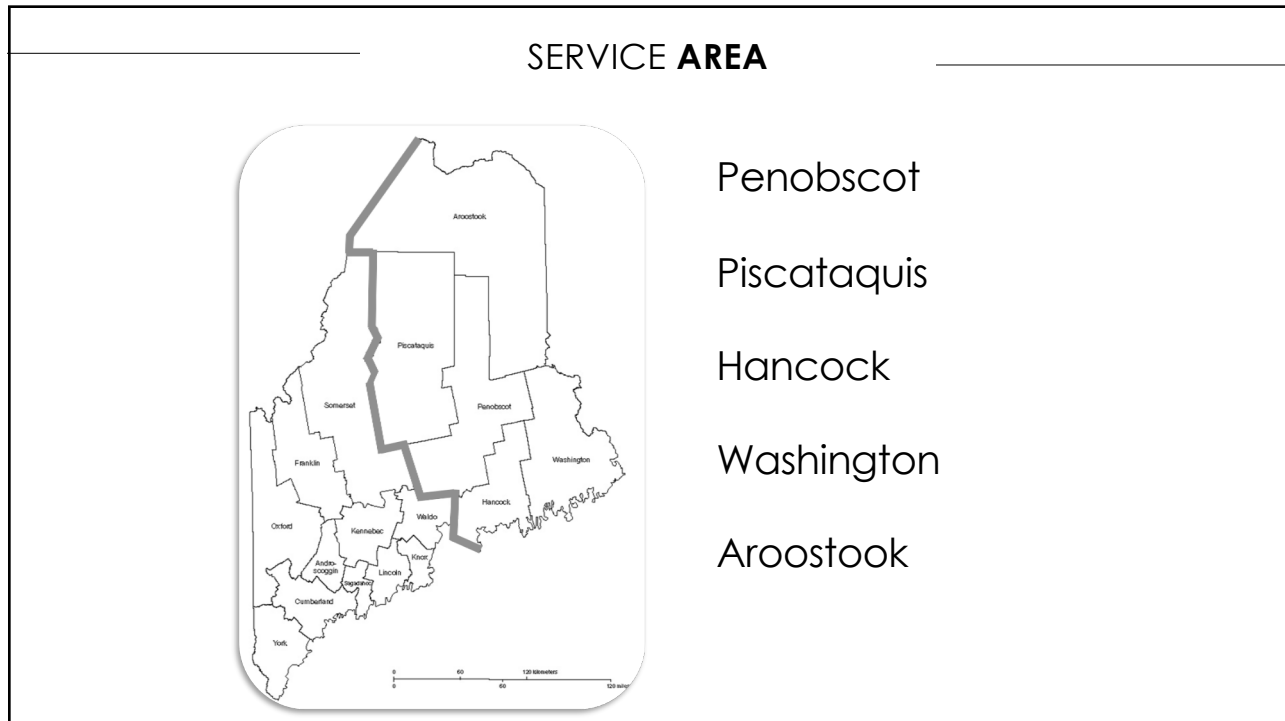 SERVICE AREA
Penobscot
Piscataquis
Hancock
Washington
Aroostook
Aroostook
Piscataquis
Somerset
Penobscot
Washington
Franklin
Hancock
Oxford
Kennebec
Waldo
Knox
Andro-
scoggin
Lincoln
Sagadahoc
Cumberland
York
0 60 120 kilometers
0 60 120 miles